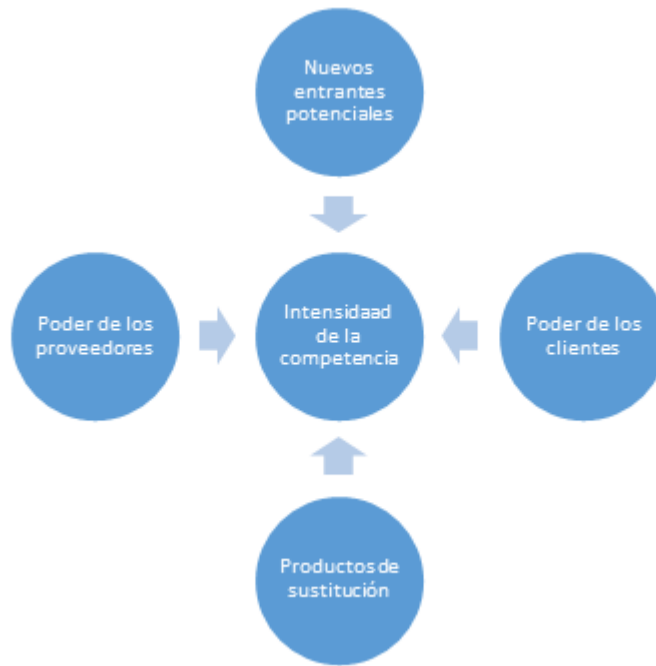 Nuevos
entrantes
potenciales
Poder de los
proveedores
Intensidaad
de la
competencia
Poder de los
clientes
Productos de
sustitución